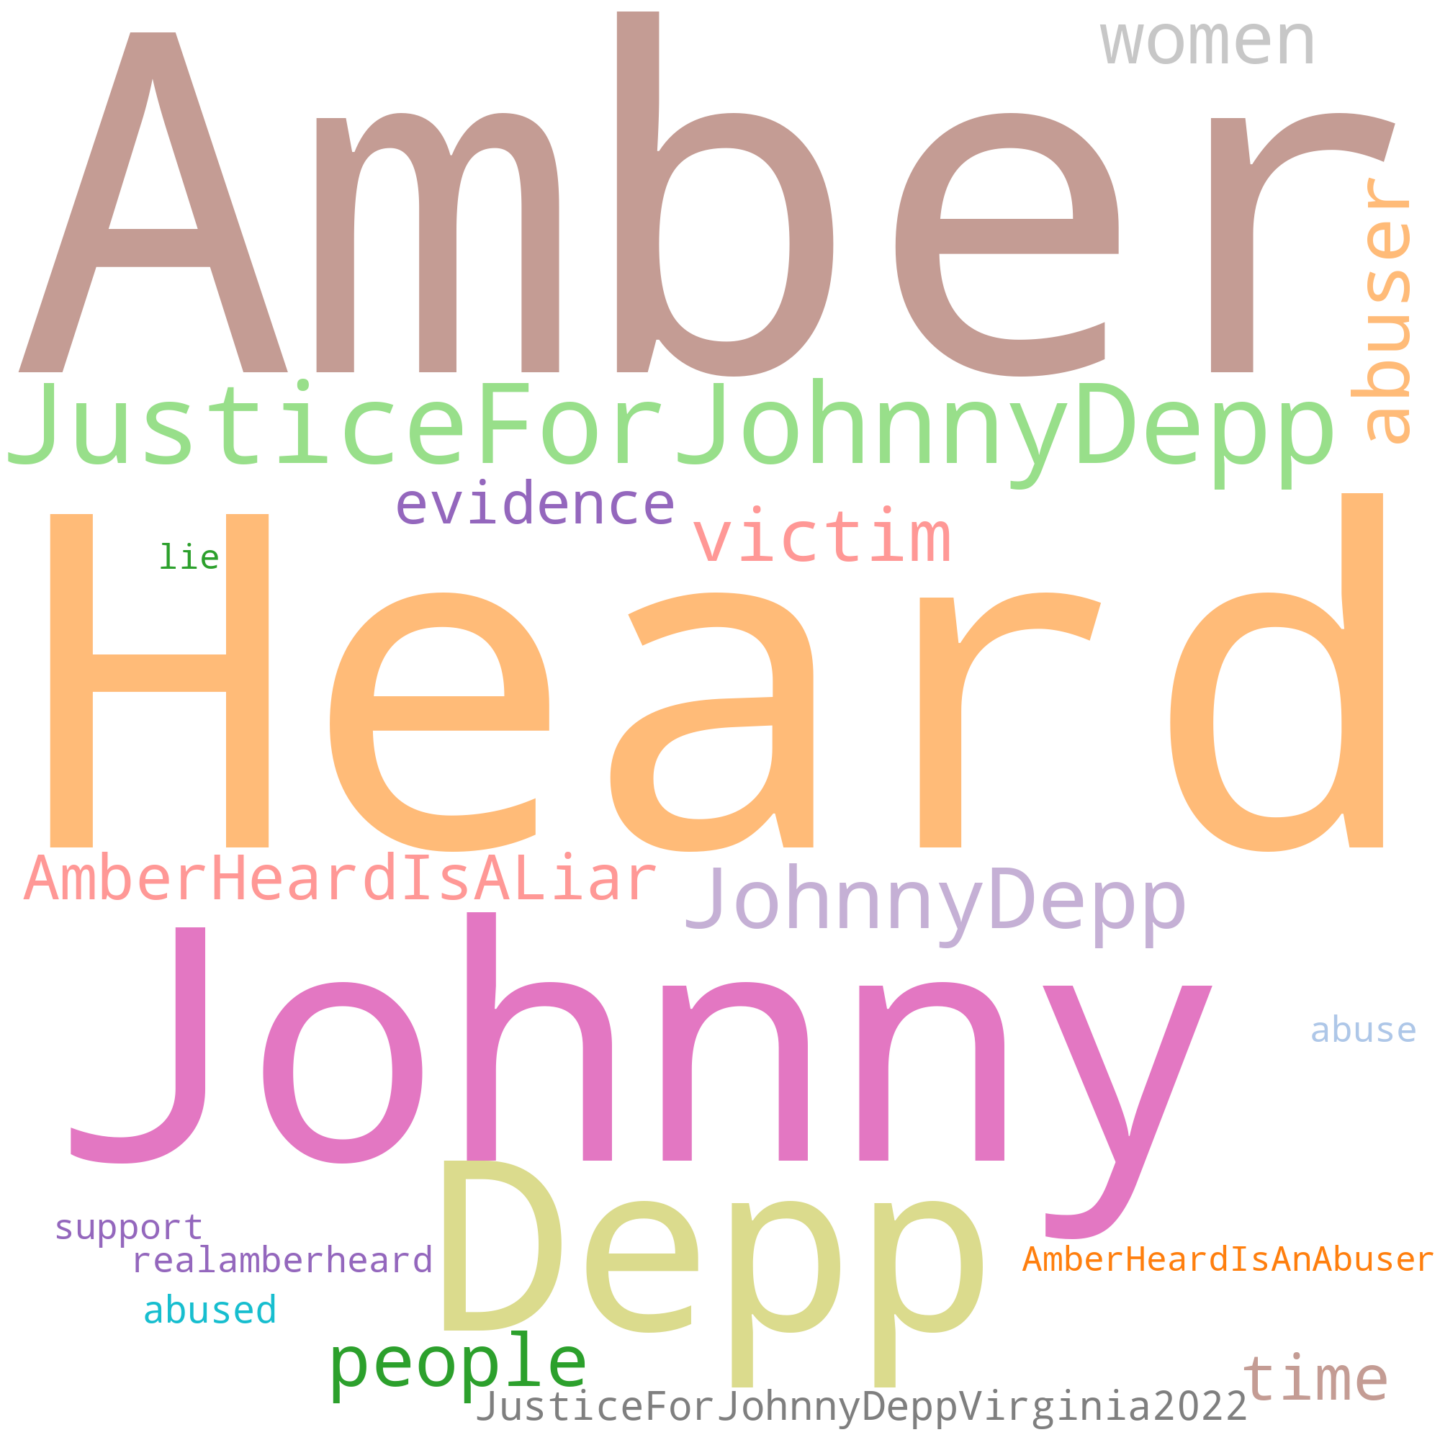 women
Amber
abuser
JusticeForJohnnyDepp
evidence
victim
lie
Heard
AmberHeardIsALiar
JohnnyDepp
Johnny
abuse
Depp
support
realamberheard
AmberHeardIsAnAbuser
abused
people
time
JusticeForJohnnyDeppVirginia2022